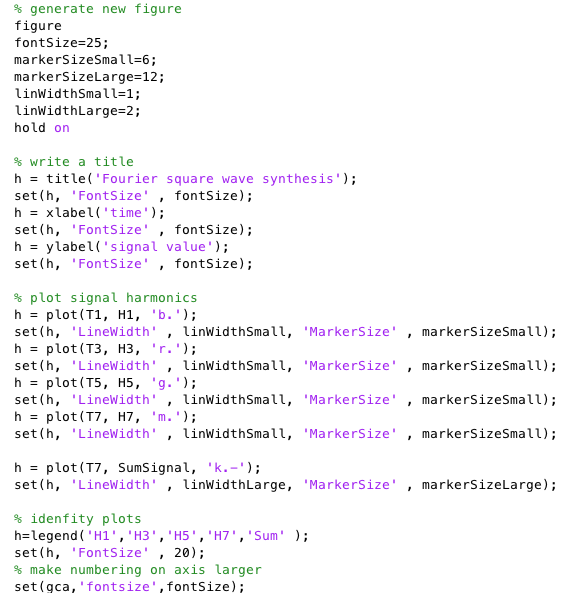 % generate new figure
figure
fontSize=25;
markerSizeSmall=6;
markerSizeLarge=12;
linWidthSmall=1;
linWidthLarge=2;
hold on
% write a title
h = title('Fourier square wave synthesis');
set(h, 'FontSize' , fontSize);
h = xlabel('time');
set(h, 'FontSize' , fontSize);
h = ylabel('signal value');
set(h, 'FontSize' , fontSize);
% plot signal harmonics
h = plot(T1, H1, 'b.');
set(h, 'LineWidth' , linWidthSmall, 'MarkerSize' , markerSizeSmall);
h = plot(T3, H3, 'r.');
set(h, 'LineWidth' , linWidthSmall, 'MarkerSize' , markerSizeSmall);
h = plot(T5, H5, 'g.');
set(h, 'LineWidth' , linWidthSmall, 'MarkerSize' , markerSizeSmall);
h = plot(T7, H7, 'm.');
set(h, 'LineWidth' , linWidthSmall, 'MarkerSize' , markerSizeSmall);
h = plot(T7, SumSignal, 'k.-');
set(h, 'LineWidth' , linWidthLarge, 'MarkerSize' , markerSizeLarge);
% idenfity plots
h=legend('H1','H3','H5','H7','Sum' );
set(h, 'FontSize' , 20);
% make numbering on axis larger
set(gca,'fontsize',fontSize);